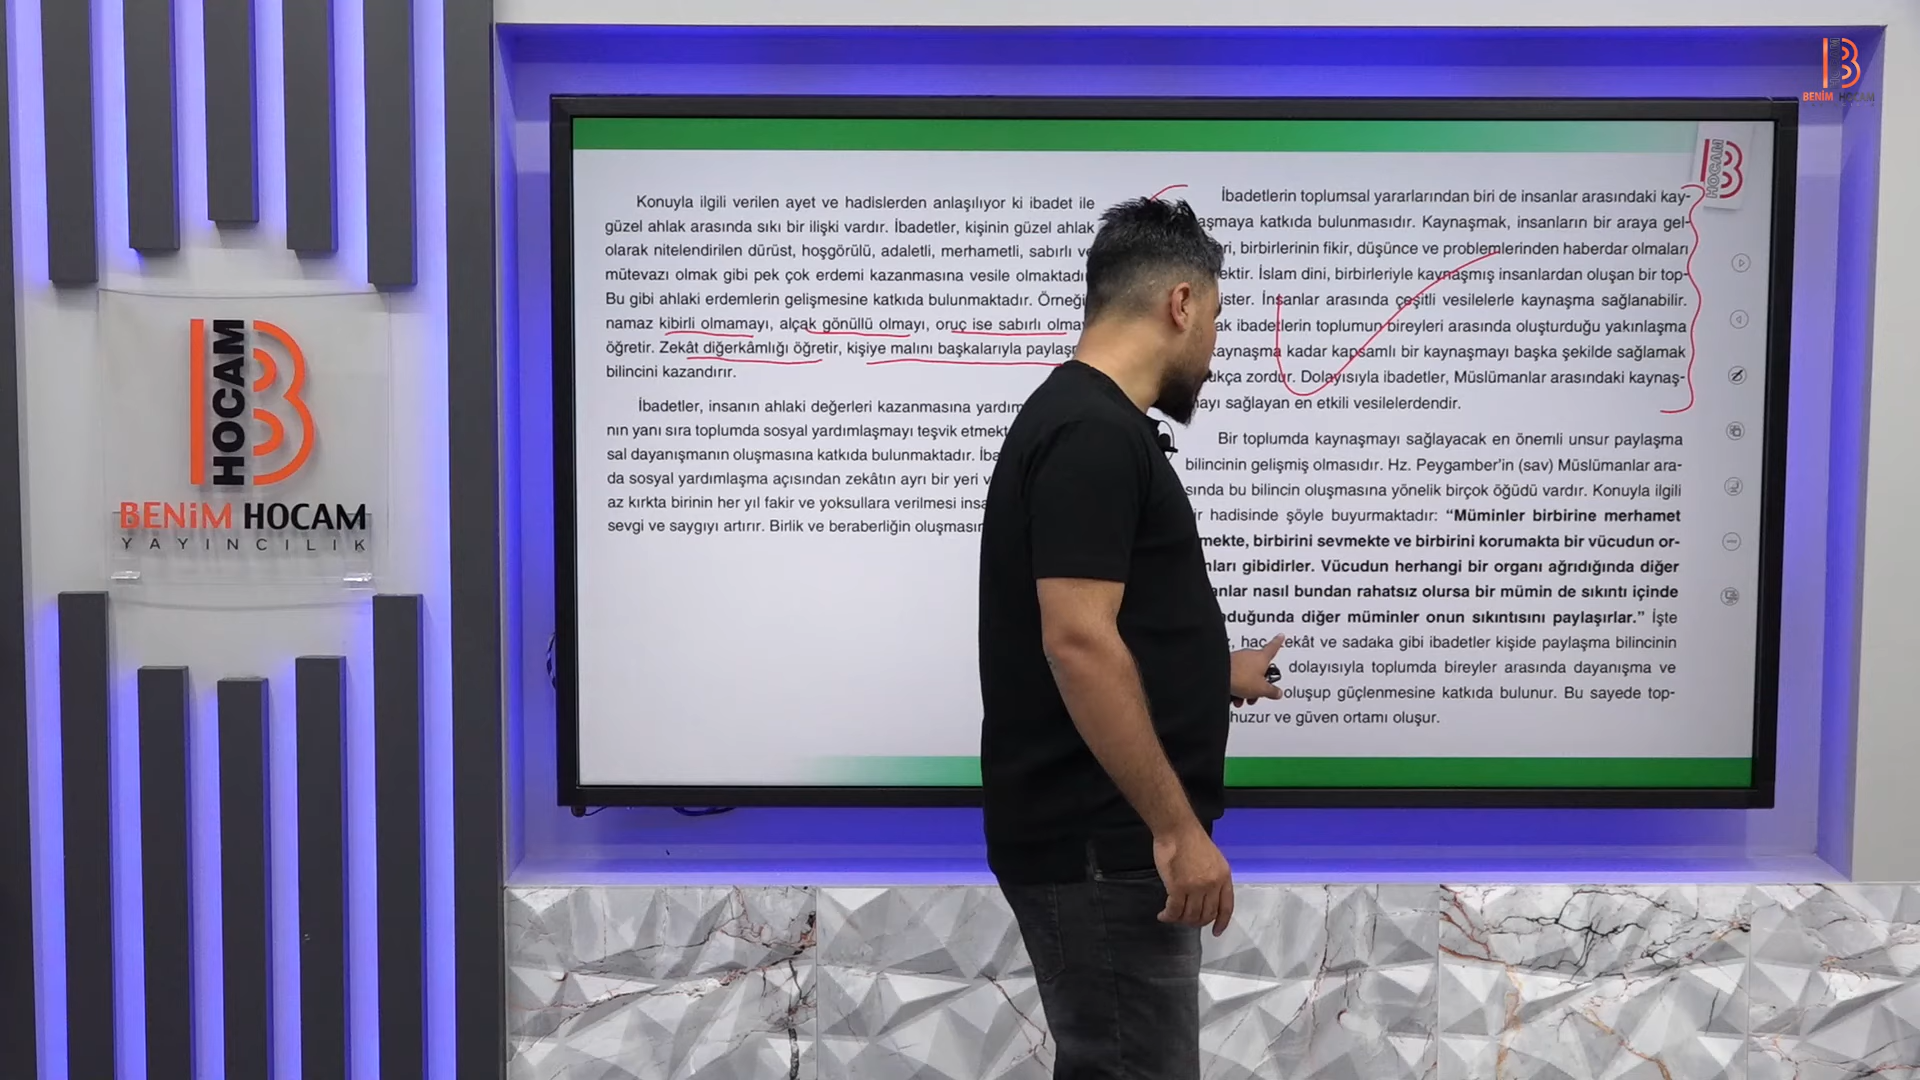 BENİM HOCAM
HOCAM
BENİM HOCAM
YAYINCILIK
HOCAM
Konuyla ilgili verilen ayet ve hadislerden anlaşılıyor ki ibadet ile
güzel ahlak arasında sıkı bir ilişki vardır. İbadetler, kişinin güzel ahlak
olarak nitelendirilen dürüst, hoşgörülü, adaletli, merhametli, sabırlı ve
mütevazı olmak gibi pek çok erdemi kazanmasına vesile olmaktadı
Bu gibi ahlaki erdemlerin gelişmesine katkıda bulunmaktadır. Örneği
namaz kibirli olmamayı, alçak gönüllü olmayı, oruç ise sabırlı olma
öğretir. Zekât diğerkâmlığı öğretir, kişiye malını başkalarıyla paylaş
bilincini kazandırır.
İbadetler, insanın ahlaki değerleri kazanmasına yardım
nın yanı sıra toplumda sosyal yardımlaşmayı teşvik etmekt
sal dayanışmanın oluşmasına katkıda bulunmaktadır. İba
da sosyal yardımlaşma açısından zekâtın ayrı bir yeri v
az kırkta birinin her yıl fakir ve yoksullara verilmesi insa
sevgi ve saygıyı artırır. Birlik ve beraberliğin oluşmasın
İbadetlerin toplumsal yararlarından biri de insanlar arasındaki kay-
aşmaya katkıda bulunmasıdır. Kaynaşmak, insanların bir araya gel-
eri, birbirlerinin fikir, düşünce ve problemlerinden haberdar olmaları
ektir. İslam dini, birbirleriyle kaynaşmış insanlardan oluşan bir top-
ister. İnsanlar arasında çeşitli vesilelerle kaynaşma sağlanabilir.
ak ibadetlerin toplumun bireyleri arasında oluşturduğu yakınlaşma
kaynaşma kadar kapsamlı bir kaynaşmayı başka şekilde sağlamak
ukça zordur. Dolayısıyla ibadetler, Müslümanlar arasındaki kaynaş-
mayı sağlayan en etkili vesilelerdendir.
Bir toplumda kaynaşmayı sağlayacak en önemli unsur paylaşma
bilincinin gelişmiş olmasıdır. Hz. Peygamber'in (sav) Müslümanlar ara-
sında bu bilincin oluşmasına yönelik birçok öğüdü vardır. Konuyla ilgili
ir hadisinde şöyle buyurmaktadır: “Müminler birbirine merhamet
mekte, birbirini sevmekte ve birbirini korumakta bir vücudun or-
nları gibidirler. Vücudun herhangi bir organı ağrıdığında diğer
anlar nasıl bundan rahatsız olursa bir mümin de sıkıntı içinde
nduğunda diğer müminler onun sıkıntısını paylaşırlar.” İşte
hac zekât ve sadaka gibi ibadetler kişide paylaşma bilincinin
dolayısıyla toplumda bireyler arasında dayanışma ve
oluşup güçlenmesine katkıda bulunur. Bu sayede top-
huzur ve güven ortamı oluşur.